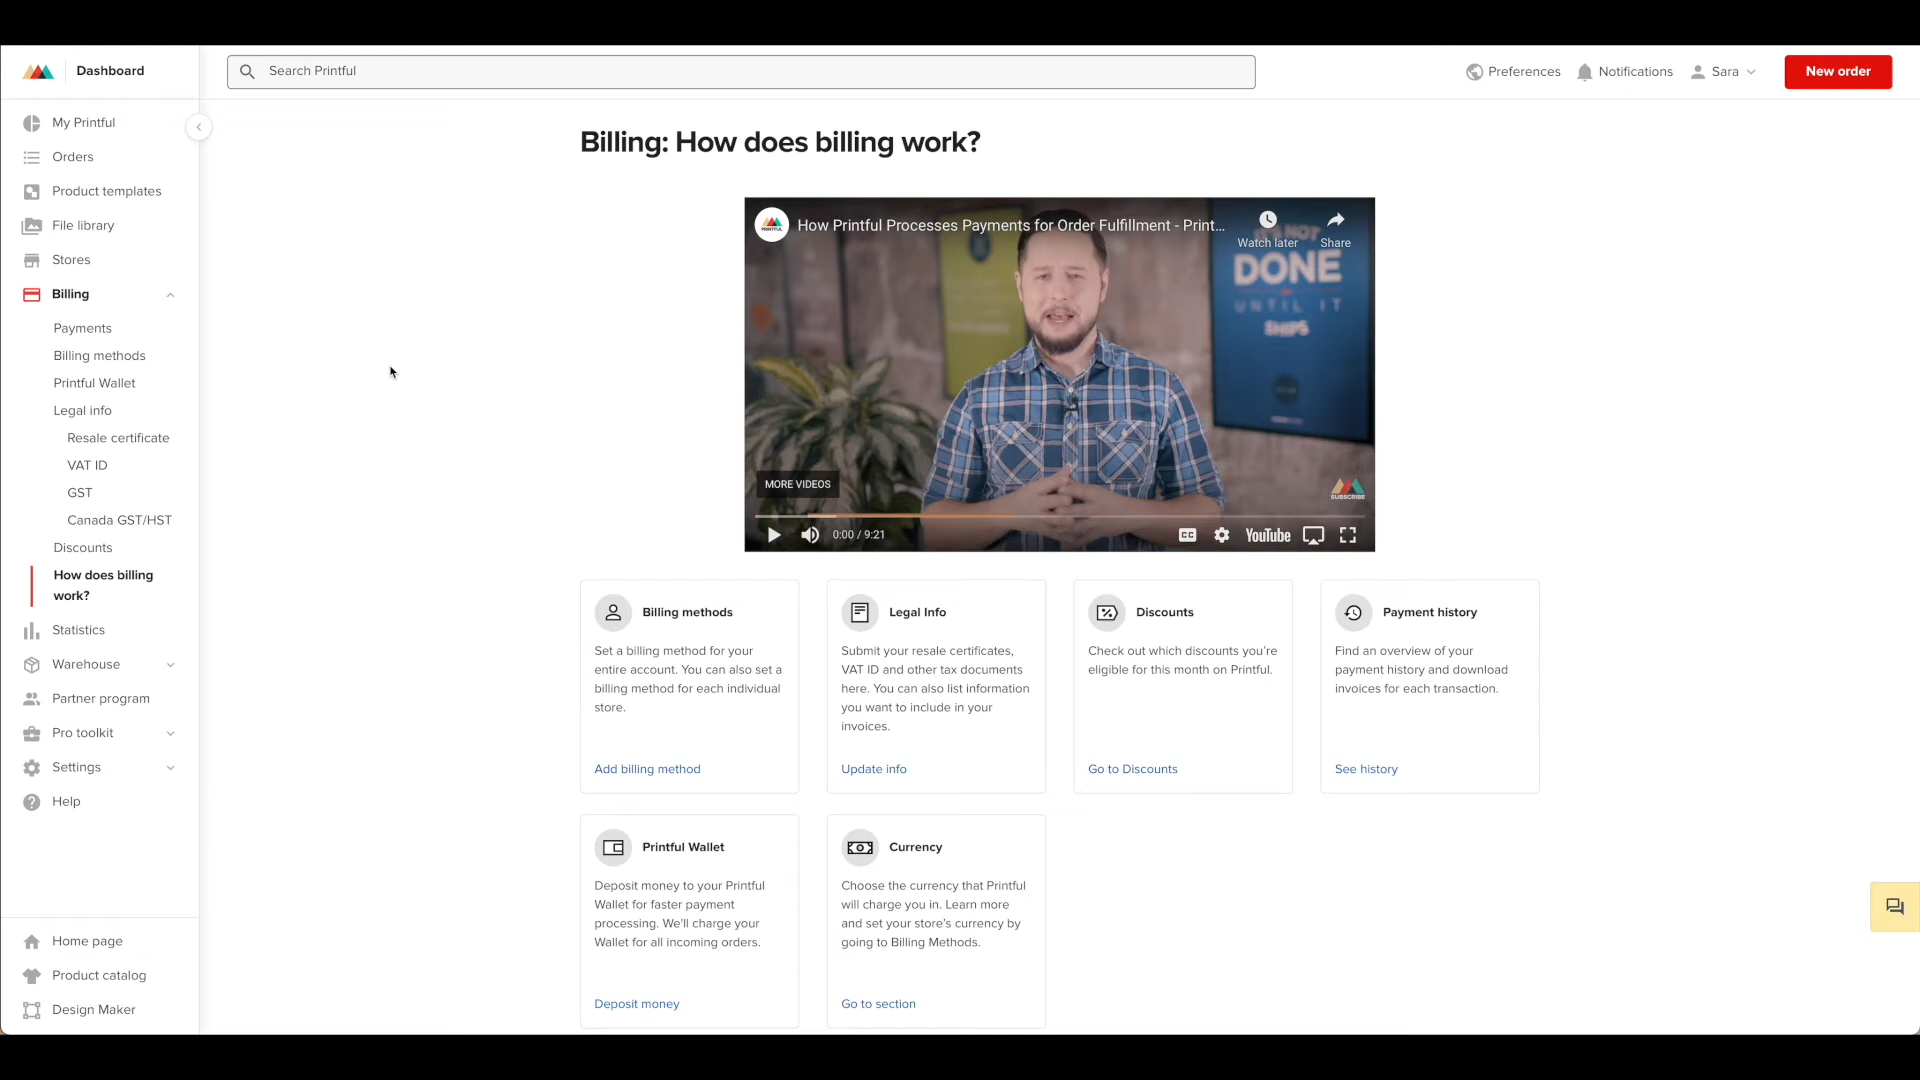 Dashboard
Search Printful
Preferences
Notifications
Sara
New order
My Printful
Orders
Product templates
File library
Stores
Billing
Payments
Billing methods
Printful Wallet
Legal info
Resale certificate
VAT ID
GST
Canada GST/HST
Discounts
How does billing
work?
Statistics
Warehouse
Partner program
Pro toolkit
Settings
Help
Home page
Product catalog
Design Maker
Billing: How does billing work?
PRINTFUL
How Printful Processes Payments for Order Fulfillment - Print...
Watch later
Share
IT'S NOT
DONE
UNTIL IT
SHIPS
MORE VIDEOS
SUBSCRIBE
0:00 / 9:21
CC
YouTube
Billing methods
Set a billing method for your
entire account. You can also set a
billing method for each individual
store.
Add billing method
Legal Info
Submit your resale certificates,
VAT ID and other tax documents
here. You can also list information
you want to include in your
invoices.
Update info
Discounts
Check out which discounts you're
eligible for this month on Printful.
Go to Discounts
Payment history
Find an overview of your
payment history and download
invoices for each transaction.
See history
Printful Wallet
Deposit money to your Printful
Wallet for faster payment
processing. We'll charge your
Wallet for all incoming orders.
Deposit money
Currency
Choose the currency that Printful
will charge you in. Learn more
and set your store's currency by
going to Billing Methods.
Go to section